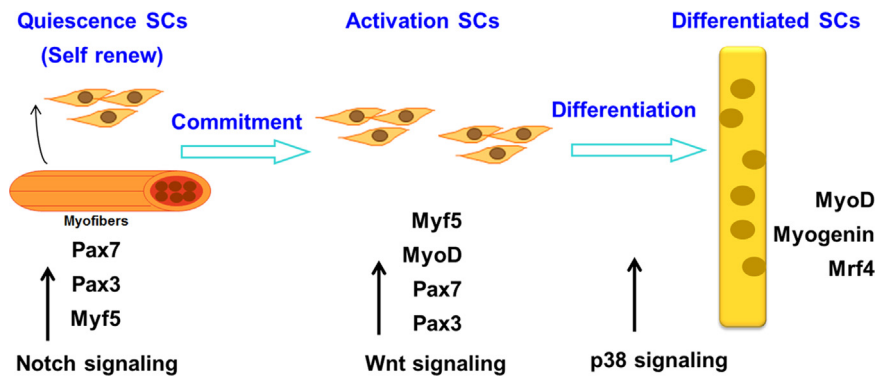 Quiescence SCs
(Self renew)
Activation SCs
Differentiated SCs
Commitment
Differentiation
Myofibers
Pax7
Pax3
Myf5
Notch signaling
Myf5
MyoD
Pax7
Pax3
Wnt signaling
p38 signaling
MyoD
Myogenin
Mrf4